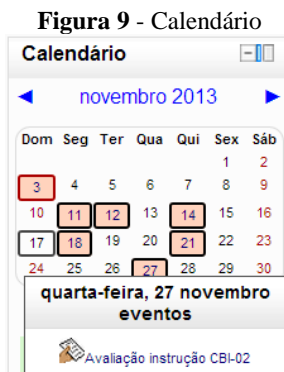 Figura 9 - Calendário
Calendário
◄ novembro 2013 ►
Dom Seg Ter Qua Qui Sex Sáb
1 2
3 4 5 6 7 8 9
10 11 12 13 14 15 16
17 18 19 20 21 22 23
24 25 26 27 28 29 30
quarta-feira, 27 novembro
eventos
Avaliação instrução CBI-02